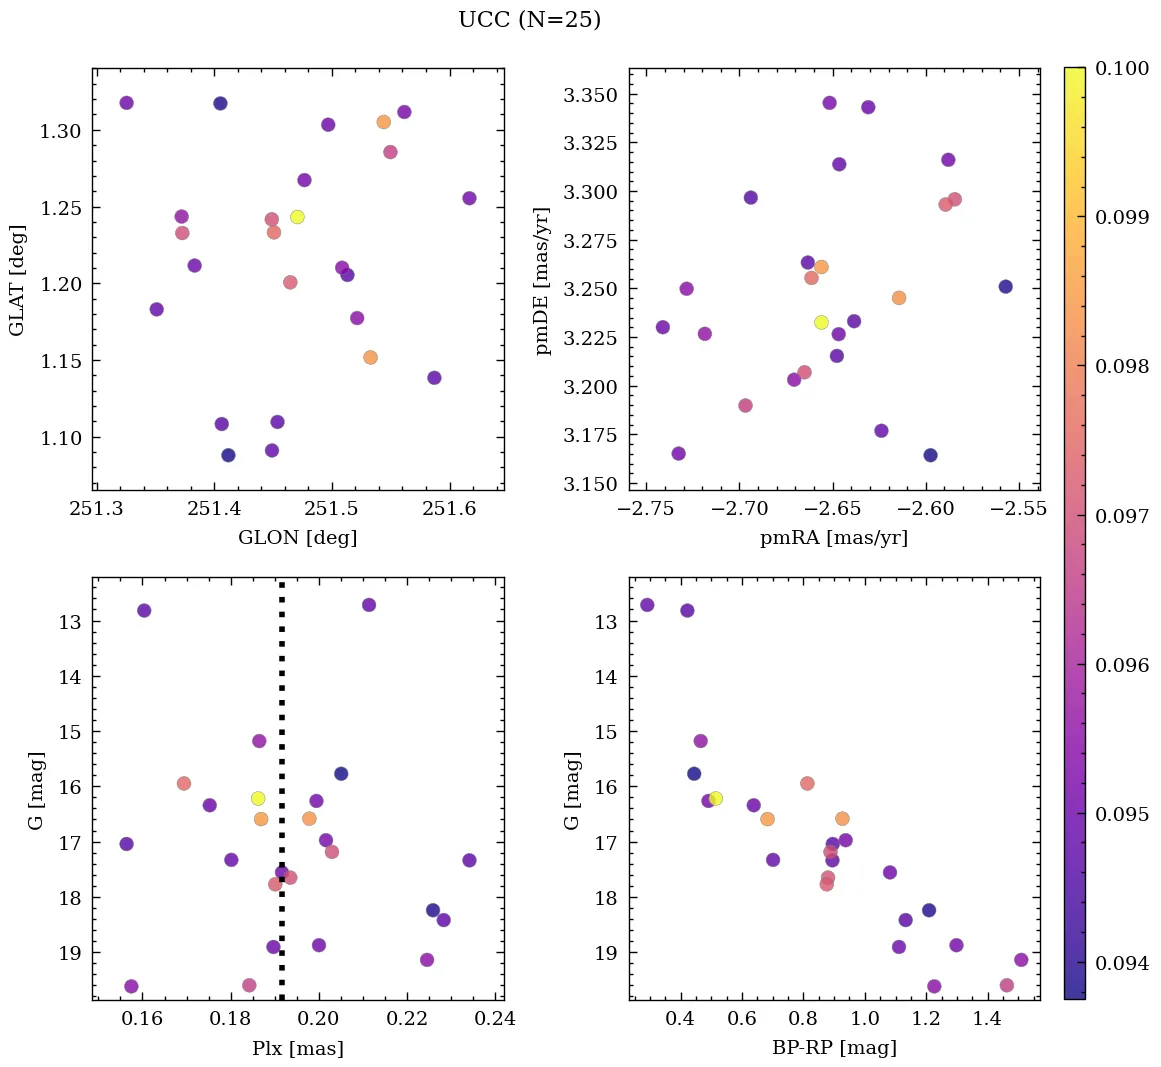 UCC (N=25)
1.30
1.25
1.20
1.15
1.10
GLAT [deg]
251.3 251.4 251.5 251.6
GLON [deg]
3.350
3.325
3.300
3.275
3.250
3.225
3.200
3.175
3.150
pmDE [mas/yr]
−2.75 −2.70 −2.65 −2.60 −2.55
pmRA [mas/yr]
13
14
15
16
17
18
19
G [mag]
0.16 0.18 0.20 0.22 0.24
Plx [mas]
13
14
15
16
17
18
19
G [mag]
0.4 0.6 0.8 1.0 1.2 1.4
BP-RP [mag]
0.100
0.099
0.098
0.097
0.096
0.095
0.094